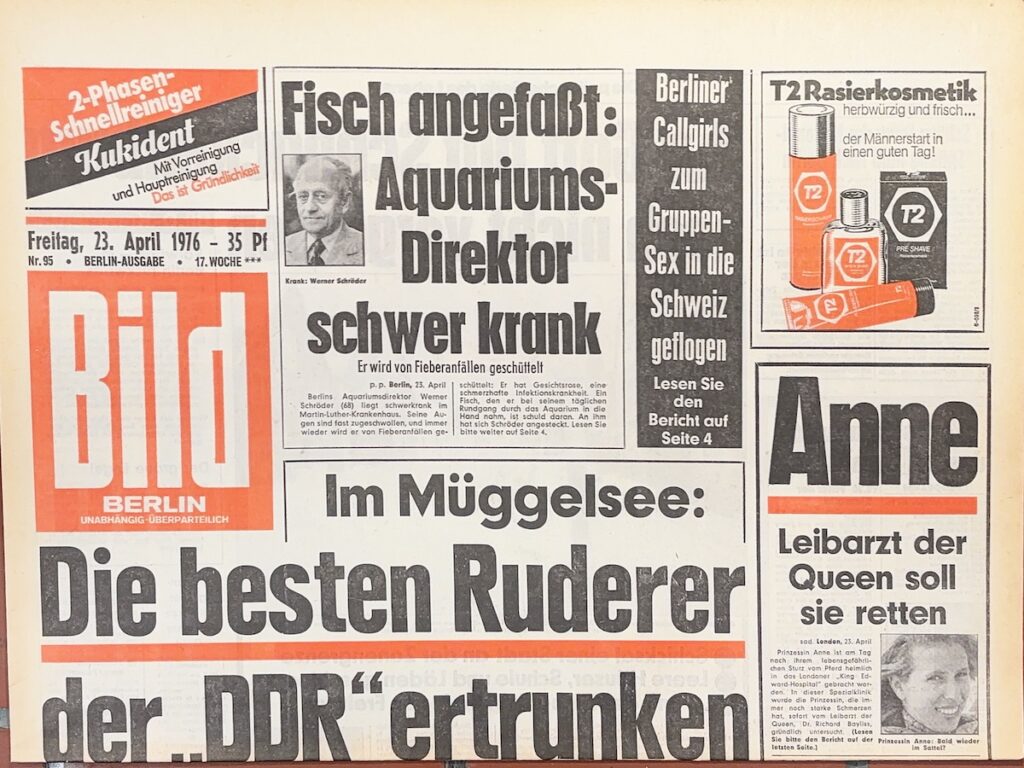 2-Phasen-
Schnellreiniger
Kukident
Mit Vorreinigung
und Hauptreinigung
Das ist Gründlichkeit
Freitag, 23. April 1976 – 35 Pf
Nr. 95 • BERLIN-AUSGABE • 17. WOCHE ***
Bild
BERLIN
UNABHÄNGIG·ÜBERPARTEILICH
Fisch angefaßt:
Aquariums-
Direktor
schwer krank
Krank: Werner Schröder
Er wird von Fieberanfällen geschüttelt
p. p. Berlin, 23. April
Berlins Aquariumsdirektor Werner
Schröder (68) liegt schwerkrank im
Martin-Luther-Krankenhaus. Seine Au-
gen sind fast zugeschwollen, und immer
wieder wird er von Fieberanfällen ge-
schüttelt: Er hat Gesichtsrose, eine
schmerzhafte Infektionskrankheit. Ein
Fisch, den er bei seinem täglichen
Rundgang durch das Aquarium in die
Hand nahm, ist schuld daran. An ihm
hat sich Schröder angesteckt. Lesen Sie
bitte weiter auf Seite 4.
Berliner
Callgirls
zum
Gruppen-
Sex in die
Schweiz
geflogen
Lesen Sie
den
Bericht auf
Seite 4
T2 Rasierkosmetik
herbwürzig und frisch...
der Männerstart in
einen guten Tag!
T2
RASIERSCHAUM
T2
T2
PRE SHAVE
T2
Im Müggelsee:
Die besten Ruderer
der „DDR“ ertrunken
Anne
Leibarzt der
Queen soll
sie retten
sad. London, 23. April
Prinzessin Anne ist am Tag
nach ihrem lebensgefährli-
chen Sturz vom Pferd heimlich
in das Londoner „King Ed-
ward-Hospital“ gebracht wor-
den. In dieser Spezialklinik
wurde die Prinzessin, die im-
mer noch starke Schmerzen
hat, sofort vom Leibarzt der
Queen, Dr. Richard Bayliss,
gründlich untersucht. (Lesen
Sie bitte den Bericht auf der
letzten Seite.)
Prinzessin Anne: Bald wieder
im Sattel?